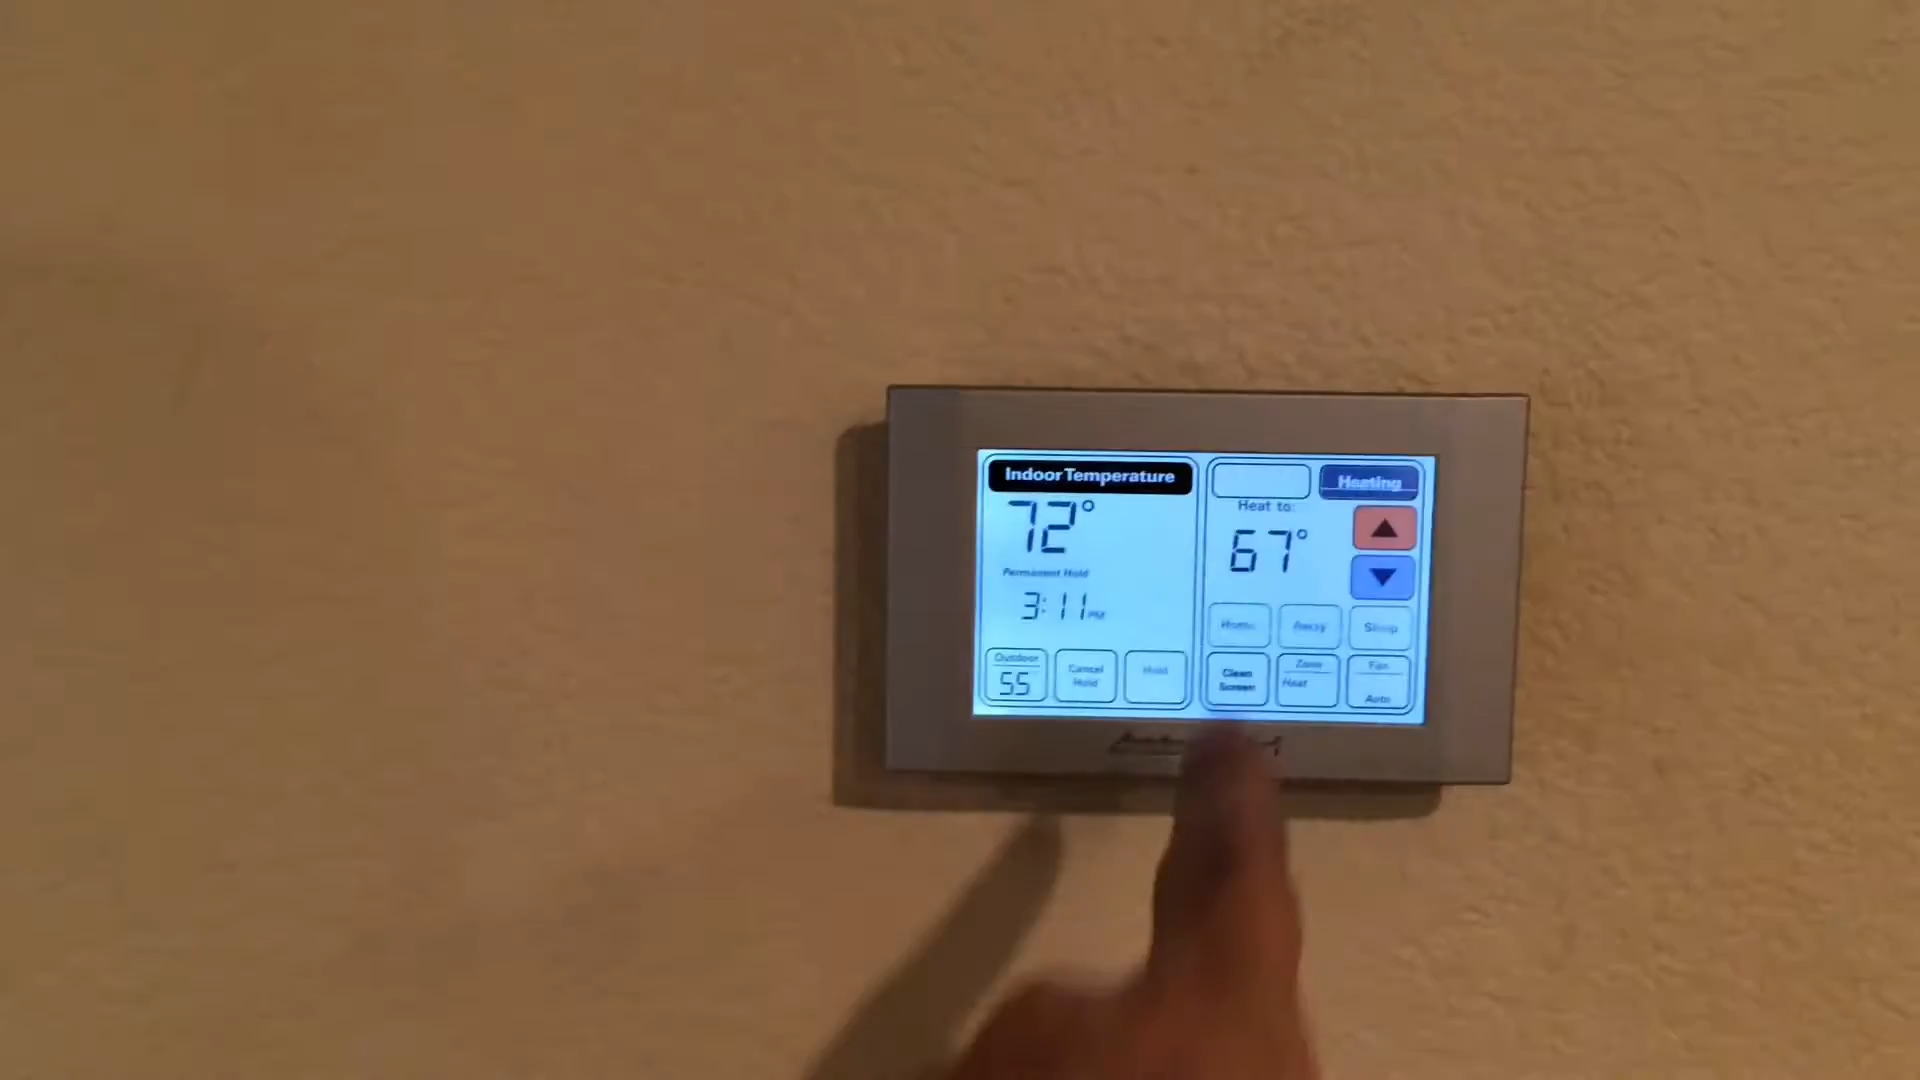 Indoor Temperature
72°
Permanent Hold
3:11 PM
Outdoor
55
Cancel
Hold
Hold
Heating
Heat to:
67°
Home
Away
Sleep
Clean
Screen
Zone
Heat
Fan
Auto